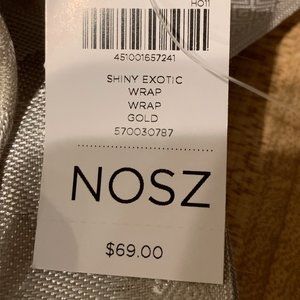 HO11
451001657241
SHINY EXOTIC
WRAP
WRAP
GOLD
570030787
NOSZ
$69.00